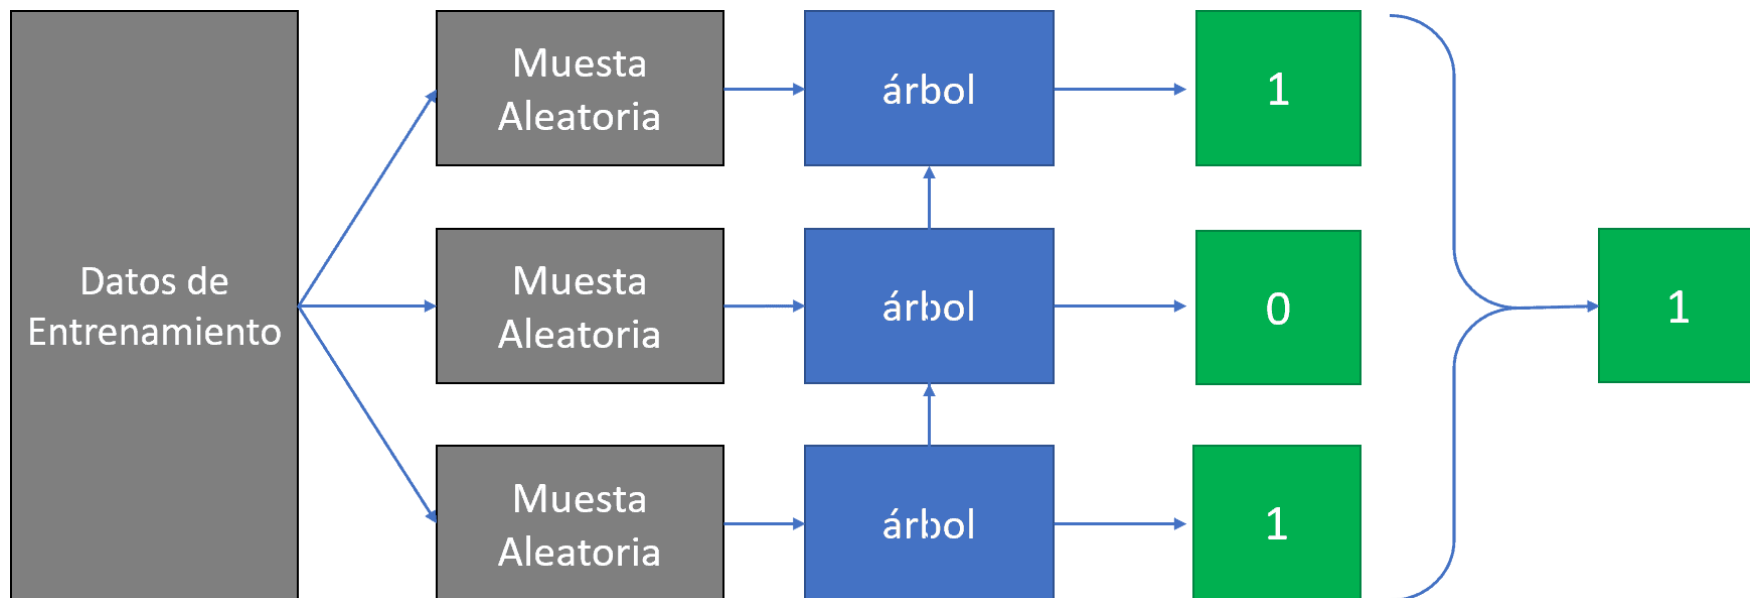 Datos de
Entrenamiento
Muesta
Aleatoria
árbol
1
Muesta
Aleatoria
árbol
0
Muesta
Aleatoria
árbol
1
1